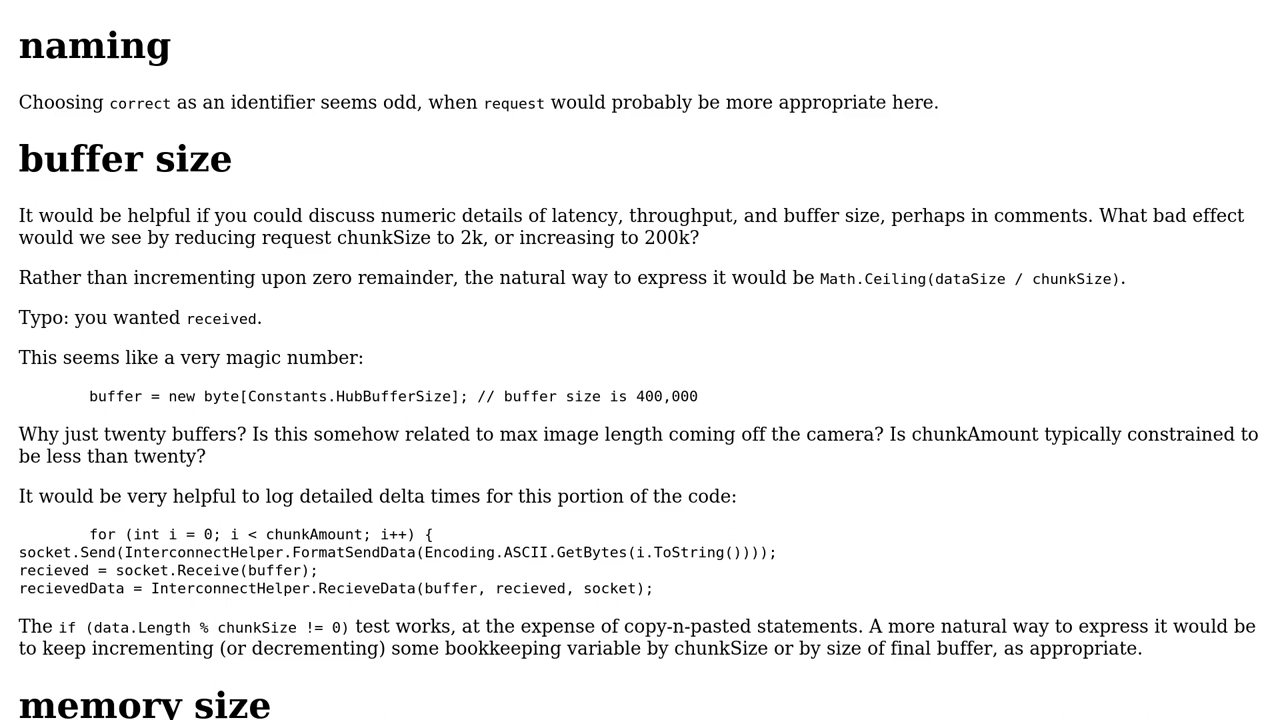 naming
Choosing correct as an identifier seems odd, when request would probably be more appropriate here.
buffer size
It would be helpful if you could discuss numeric details of latency, throughput, and buffer size, perhaps in comments. What bad effect
would we see by reducing request chunkSize to 2k, or increasing to 200k?
Rather than incrementing upon zero remainder, the natural way to express it would be Math.Ceiling(dataSize / chunkSize).
Typo: you wanted received.
This seems like a very magic number:
buffer = new byte[Constants.HubBufferSize]; // buffer size is 400,000
Why just twenty buffers? Is this somehow related to max image length coming off the camera? Is chunkAmount typically constrained to
be less than twenty?
It would be very helpful to log detailed delta times for this portion of the code:
for (int i = 0; i < chunkAmount; i++) {
socket.Send(InterconnectHelper.FormatSendData(Encoding.ASCII.GetBytes(i.ToString())));
recieved = socket.Receive(buffer);
recievedData = InterconnectHelper.RecieveData(buffer, recieved, socket);
The if (data.Length % chunkSize != 0) test works, at the expense of copy-n-pasted statements. A more natural way to express it would be
to keep incrementing (or decrementing) some bookkeeping variable by chunkSize or by size of final buffer, as appropriate.
memory size